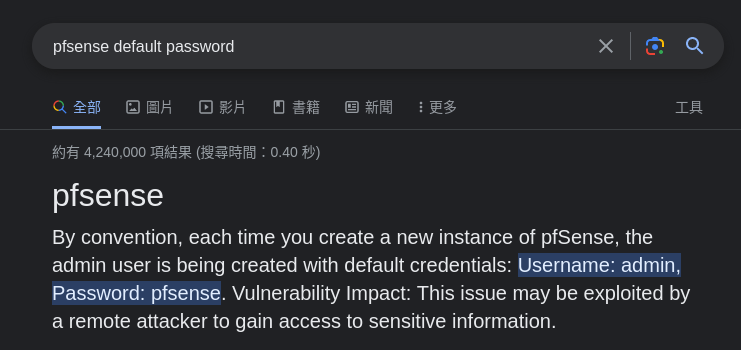 pfsense default password
全部 圖片 影片 書籍 新聞 更多 工具
約有 4,240,000 項結果 (搜尋時間：0.40 秒)
pfsense
By convention, each time you create a new instance of pfSense, the
admin user is being created with default credentials: Username: admin,
Password: pfsense. Vulnerability Impact: This issue may be exploited by
a remote attacker to gain access to sensitive information.